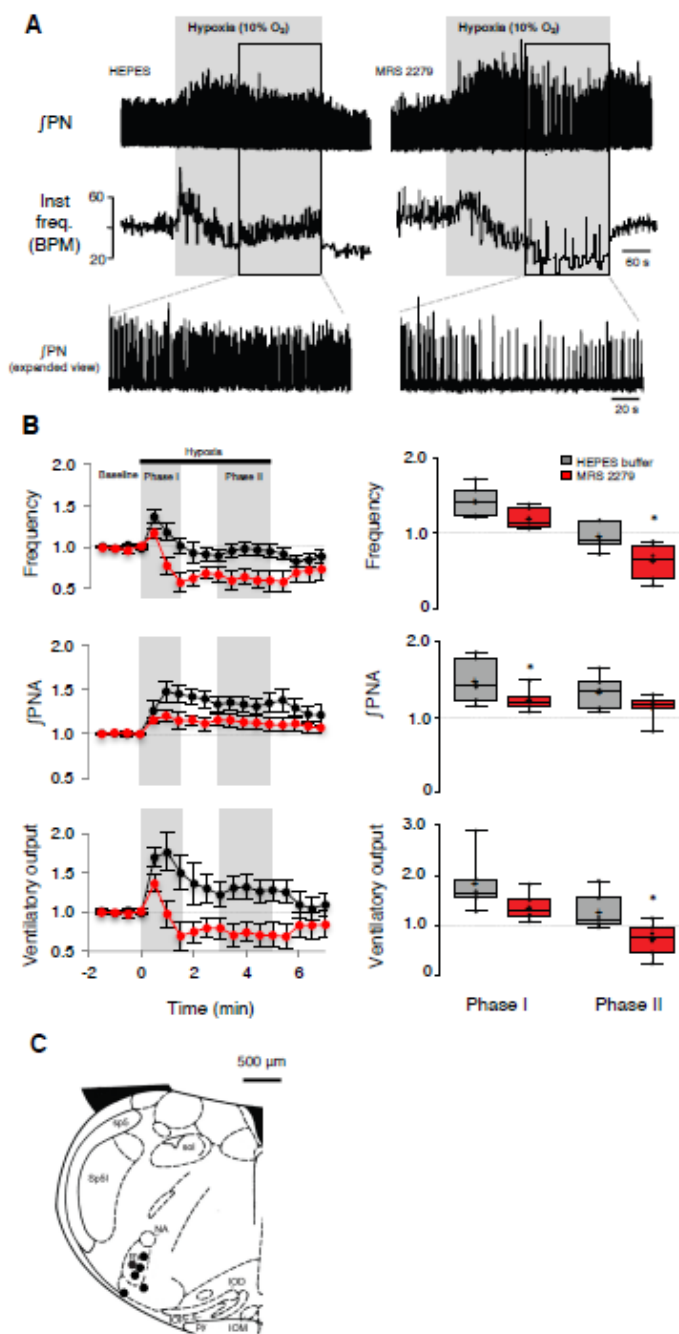 A
Hypoxia (10% O₂)
Hypoxia (10% O₂)
HEPES
MRS 2279
∫PN
Inst
freq.
(BPM)
60
20
60 s
∫PN
(expanded view)
20 s
B
Hypoxia
Baseline
Phase I
Phase II
Frequency
2.0
1.5
1.0
0.5
HEPES buffer
MRS 2279
Frequency
2.0
1.0
0
*
∫PNA
2.0
1.5
1.0
0.5
∫PNA
2.0
1.0
0
*
Ventilatory output
2.0
1.5
1.0
0.5
-2
0
2
4
6
Time (min)
Ventilatory output
3.0
2.0
1.0
0
*
Phase I
Phase II
C
500 µm
sp5
sol
Sp5I
NA
IOD
IOM